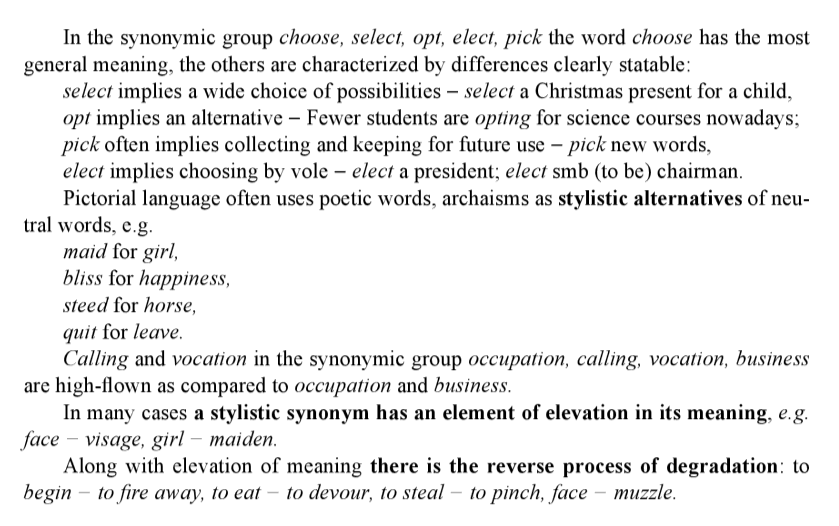 In the synonymic group choose, select, opt, elect, pick the word choose has the most
general meaning, the others are characterized by differences clearly statable:
select implies a wide choice of possibilities – select a Christmas present for a child,
opt implies an alternative – Fewer students are opting for science courses nowadays;
pick often implies collecting and keeping for future use – pick new words,
elect implies choosing by vole – elect a president; elect smb (to be) chairman.
Pictorial language often uses poetic words, archaisms as stylistic alternatives of neu-
tral words, e.g.
maid for girl,
bliss for happiness,
steed for horse,
quit for leave.
Calling and vocation in the synonymic group occupation, calling, vocation, business
are high-flown as compared to occupation and business.
In many cases a stylistic synonym has an element of elevation in its meaning, e.g.
face – visage, girl – maiden.
Along with elevation of meaning there is the reverse process of degradation: to
begin – to fire away, to eat – to devour, to steal – to pinch, face – muzzle.